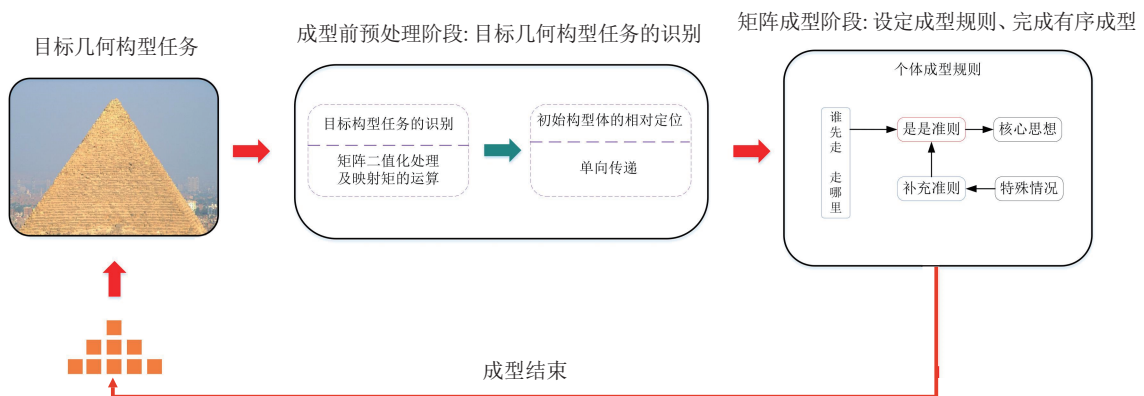 目标几何构型任务
成型前预处理阶段: 目标几何构型任务的识别
目标构型任务的识别
矩阵二值化处理
及映射矩的运算
初始构型体的相对定位
单向传递
矩阵成型阶段: 设定成型规则、完成有序成型
个体成型规则
谁先走 走哪里
是是准则
核心思想
补充准则
特殊情况
成型结束